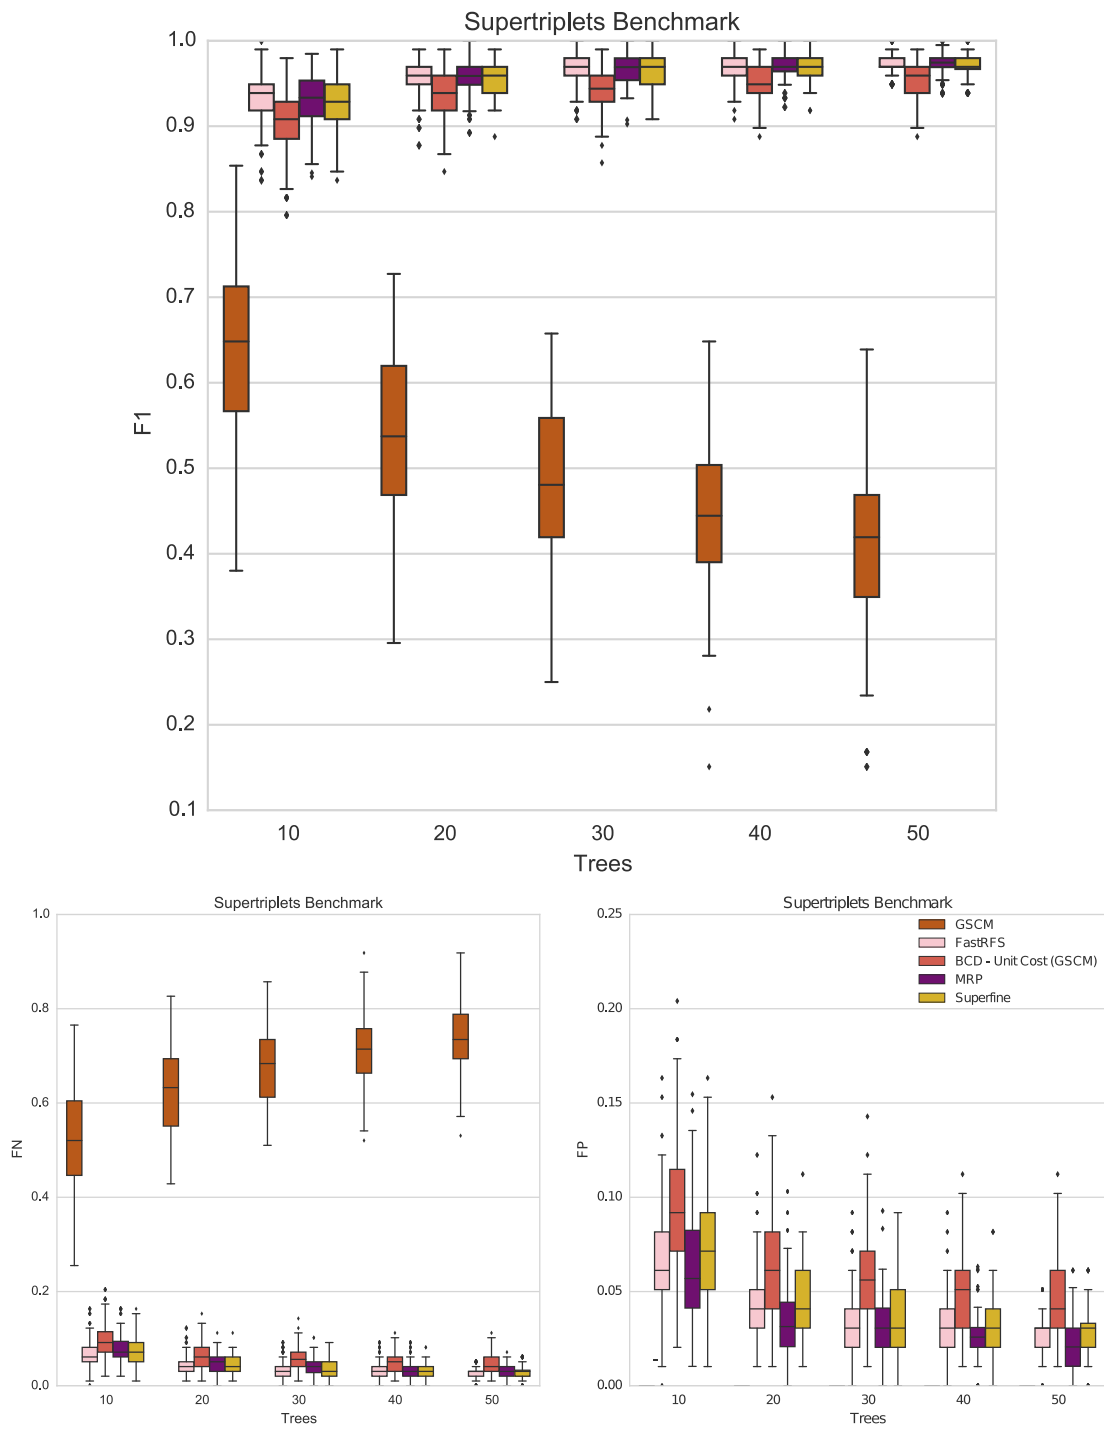 Supertriplets Benchmark
1.0
0.9
0.8
0.7
0.6
0.5
0.4
0.3
0.2
0.1
F1
10 20 30 40 50
Trees
Supertriplets Benchmark
1.0
0.8
0.6
0.4
0.2
0.0
FN
10 20 30 40 50
Trees
Supertriplets Benchmark
GSCM
FastRFS
BCD - Unit Cost (GSCM)
MRP
Superfine
0.25
0.20
0.15
0.10
0.05
0.00
FP
10 20 30 40 50
Trees